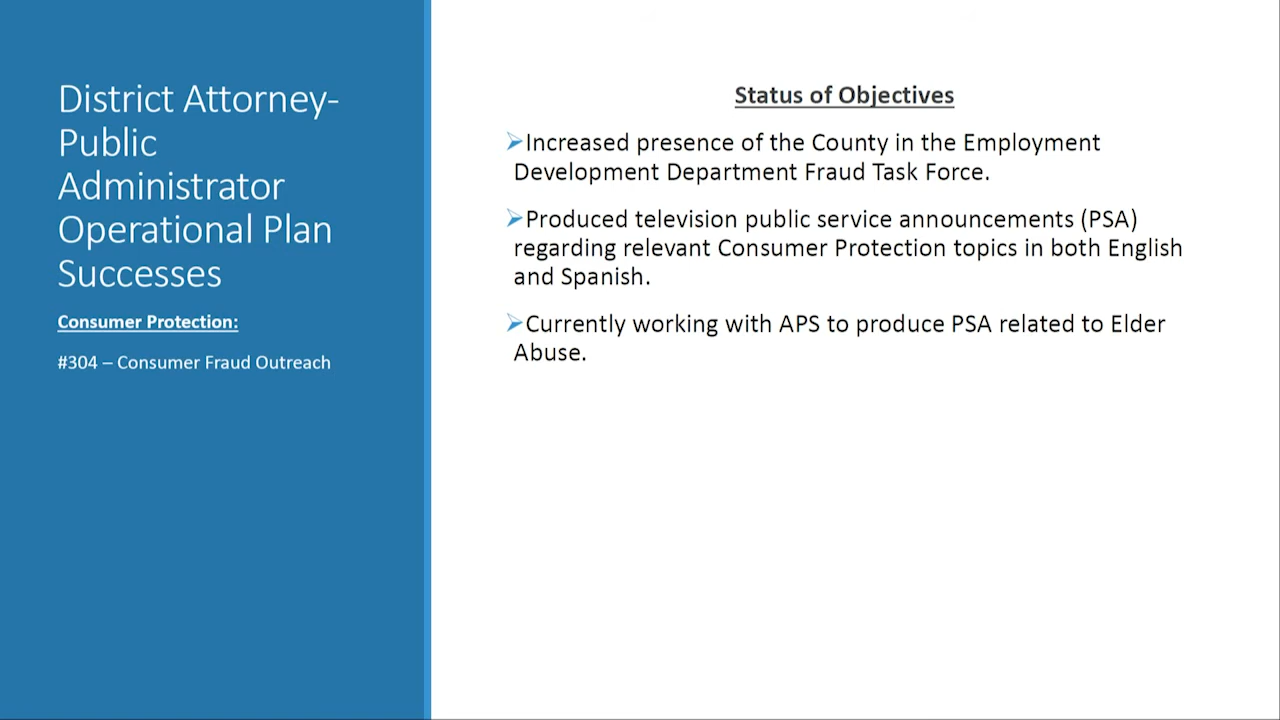 District Attorney-
Public
Administrator
Operational Plan
Successes
Consumer Protection:
#304 – Consumer Fraud Outreach
Status of Objectives
➢Increased presence of the County in the Employment
Development Department Fraud Task Force.
➢Produced television public service announcements (PSA)
regarding relevant Consumer Protection topics in both English
and Spanish.
➢Currently working with APS to produce PSA related to Elder
Abuse.